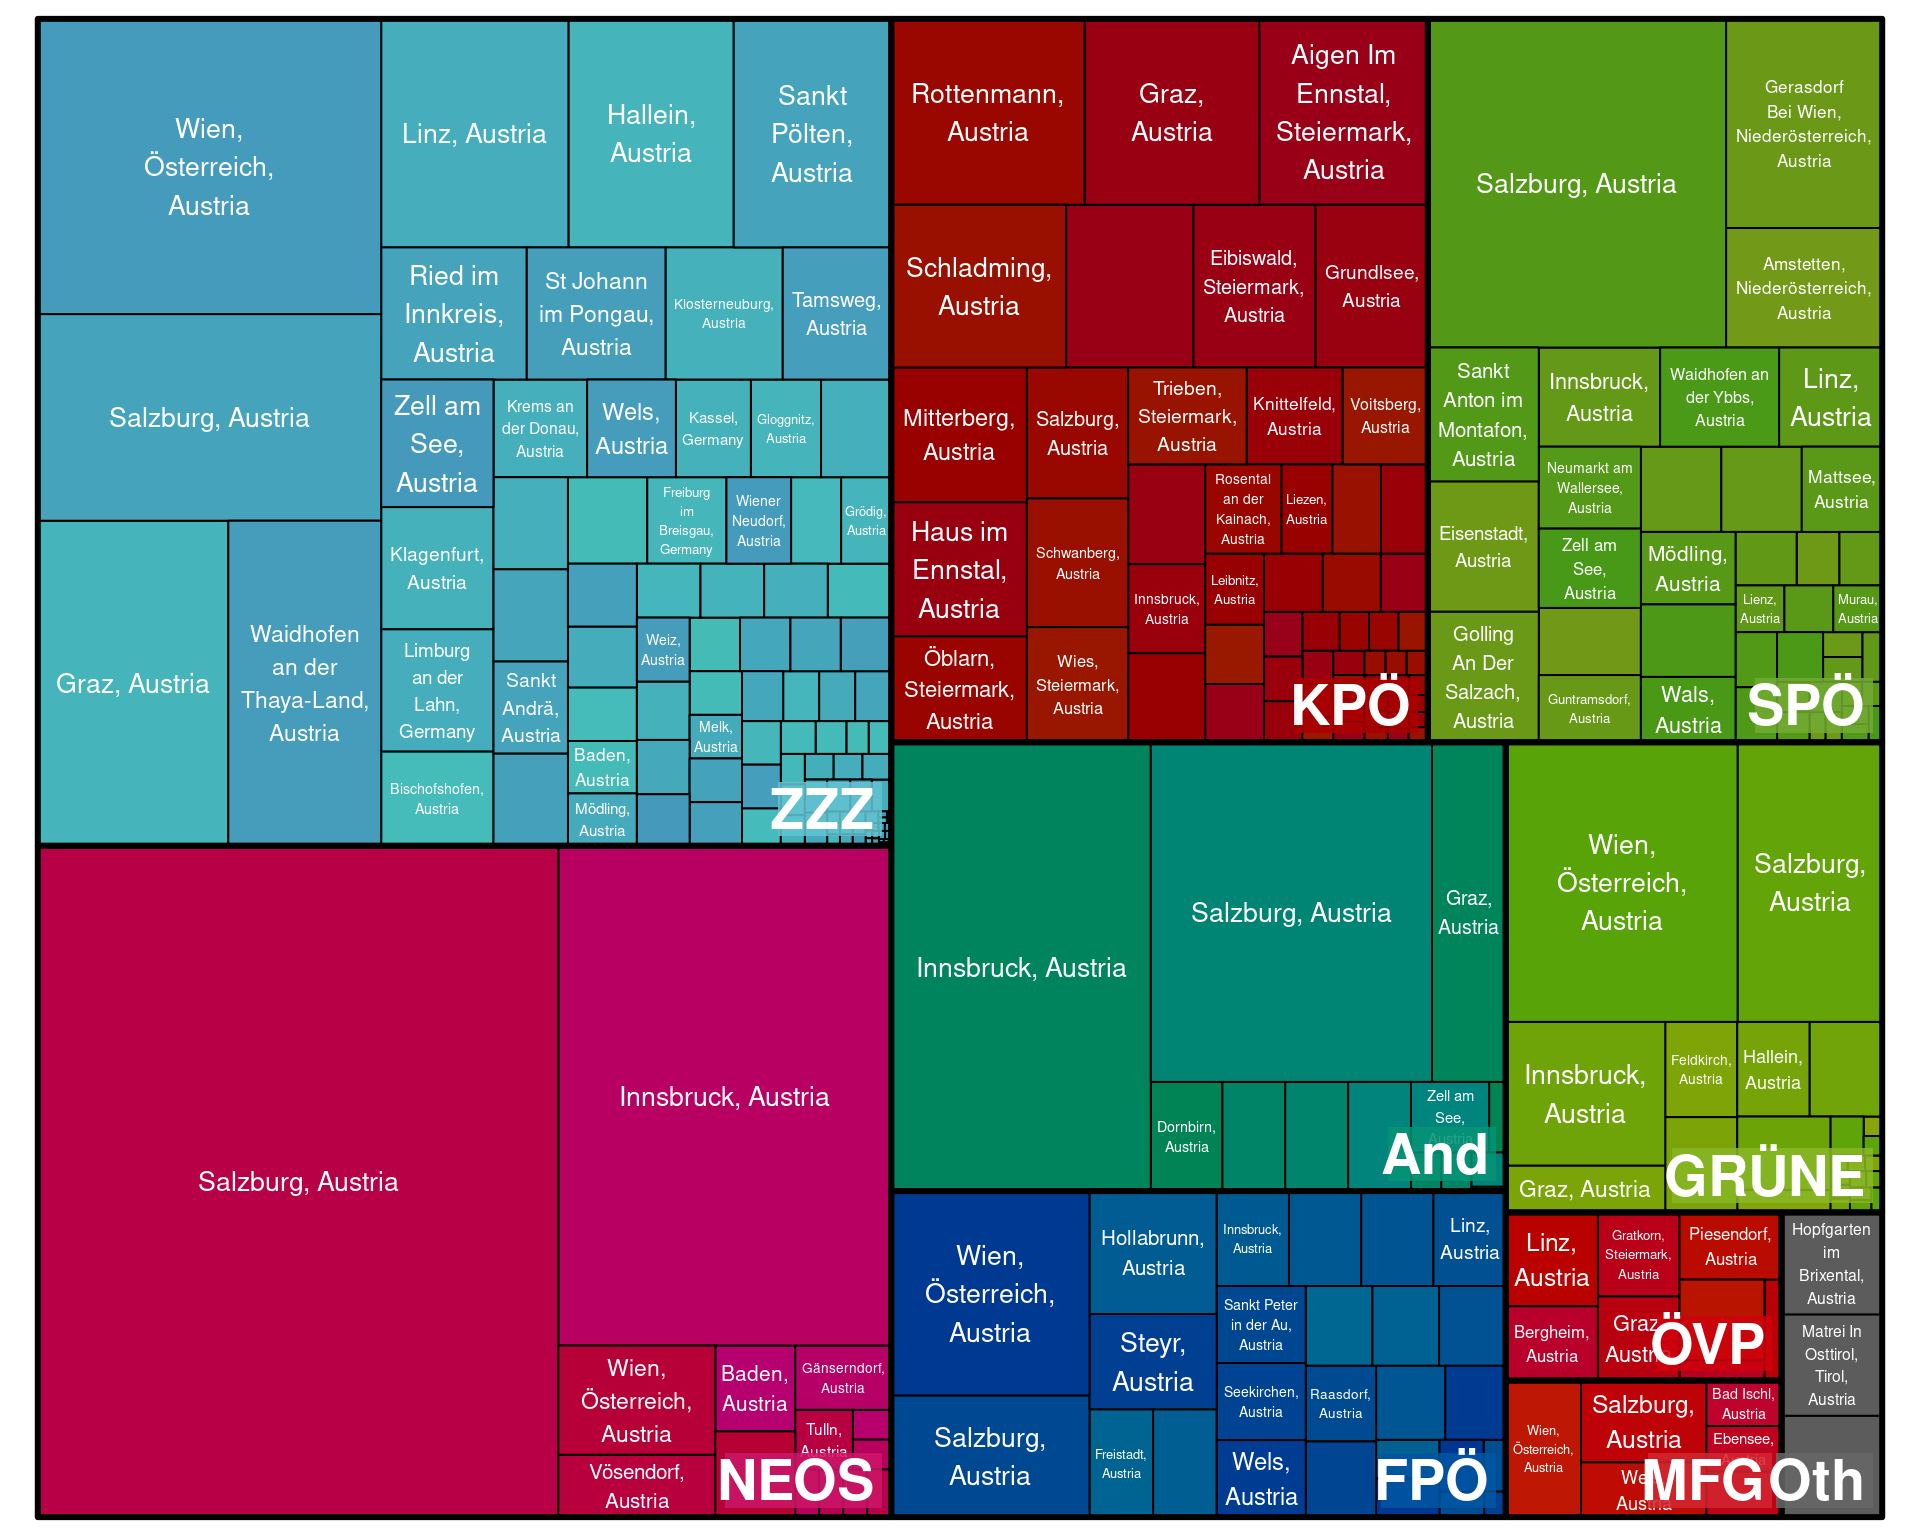 Wien,
Österreich,
Austria
Linz, Austria
Hallein,
Austria
Sankt
Pölten,
Austria
Salzburg, Austria
Graz, Austria
Waidhofen
an der
Thaya-Land,
Austria
Ried im
Innkreis,
Austria
St Johann
im Pongau,
Austria
Klosterneuburg,
Austria
Tamsweg,
Austria
Zell am
See,
Austria
Krems an
der Donau,
Austria
Wels,
Austria
Kassel,
Germany
Gloggnitz,
Austria
Klagenfurt,
Austria
Freiburg
im
Breisgau,
Germany
Wiener
Neudorf,
Austria
Grödig,
Austria
Limburg
an der
Lahn,
Germany
Sankt
Andrä,
Austria
Weiz,
Austria
Melk,
Austria
Bischofshofen,
Austria
Baden,
Austria
Mödling,
Austria
ZZZ
Rottenmann,
Austria
Graz,
Austria
Aigen Im
Ennstal,
Steiermark,
Austria
Schladming,
Austria
Eibiswald,
Steiermark,
Austria
Grundlsee,
Austria
Mitterberg,
Austria
Salzburg,
Austria
Trieben,
Steiermark,
Austria
Knittelfeld,
Austria
Voitsberg,
Austria
Haus im
Ennstal,
Austria
Schwanberg,
Austria
Rosental
an der
Kainach,
Austria
Liezen,
Austria
Innsbruck,
Austria
Leibnitz,
Austria
Öblarn,
Steiermark,
Austria
Wies,
Steiermark,
Austria
KPÖ
Salzburg, Austria
Gerasdorf
Bei Wien,
Niederösterreich,
Austria
Amstetten,
Niederösterreich,
Austria
Sankt
Anton im
Montafon,
Austria
Innsbruck,
Austria
Waidhofen an
der Ybbs,
Austria
Linz,
Austria
Eisenstadt,
Austria
Neumarkt am
Wallersee,
Austria
Mattsee,
Austria
Zell am
See,
Austria
Mödling,
Austria
Lienz,
Austria
Murau,
Austria
Golling
An Der
Salzach,
Austria
Guntramsdorf,
Austria
Wals,
Austria
SPÖ
Salzburg, Austria
Innsbruck, Austria
Wien,
Österreich,
Austria
Baden,
Austria
Gänserndorf,
Austria
Vösendorf,
Austria
Tulln,
Austria
NEOS
Innsbruck, Austria
Salzburg, Austria
Graz,
Austria
Dornbirn,
Austria
Zell am
See,
Austria
And
Wien,
Österreich,
Austria
Salzburg,
Austria
Innsbruck,
Austria
Feldkirch,
Austria
Hallein,
Austria
Graz, Austria
GRÜNE
Wien,
Österreich,
Austria
Hollabrunn,
Austria
Innsbruck,
Austria
Linz,
Austria
Steyr,
Austria
Sankt Peter
in der Au,
Austria
Salzburg,
Austria
Seekirchen,
Austria
Raasdorf,
Austria
Freistadt,
Austria
Wels,
Austria
FPÖ
Linz,
Austria
Gratkorn,
Steiermark,
Austria
Piesendorf,
Austria
Bergheim,
Austria
Graz
ÖVP
Wien,
Österreich,
Austria
Salzburg,
Austria
Bad Ischl,
Austria
Ebensee,
MFG
Hopfgarten
im
Brixental,
Austria
Matrei In
Osttirol,
Tirol,
Austria
Oth